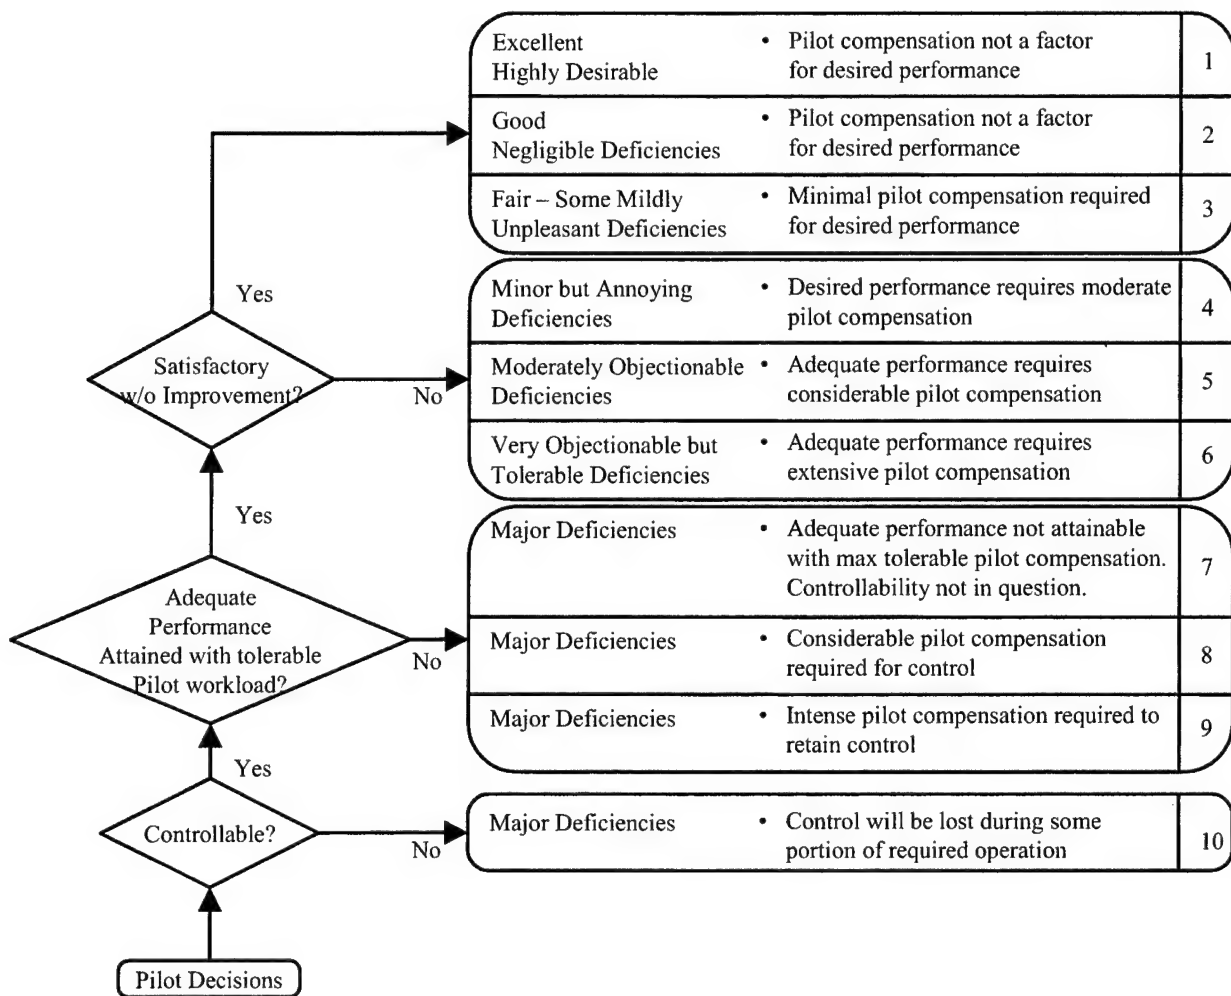 Excellent
Highly Desirable
• Pilot compensation not a factor
for desired performance
1
Good
Negligible Deficiencies
• Pilot compensation not a factor
for desired performance
2
Fair – Some Mildly
Unpleasant Deficiencies
• Minimal pilot compensation required
for desired performance
3
Yes
Minor but Annoying
Deficiencies
• Desired performance requires moderate
pilot compensation
4
Satisfactory
w/o Improvement?
No
Moderately Objectionable
Deficiencies
• Adequate performance requires
considerable pilot compensation
5
Very Objectionable but
Tolerable Deficiencies
• Adequate performance requires
extensive pilot compensation
6
Yes
Major Deficiencies
• Adequate performance not attainable
with max tolerable pilot compensation.
Controllability not in question.
7
Adequate
Performance
Attained with tolerable
Pilot workload?
No
Major Deficiencies
• Considerable pilot compensation
required for control
8
Major Deficiencies
• Intense pilot compensation required to
retain control
9
Yes
Controllable?
No
Major Deficiencies
• Control will be lost during some
portion of required operation
10
Pilot Decisions